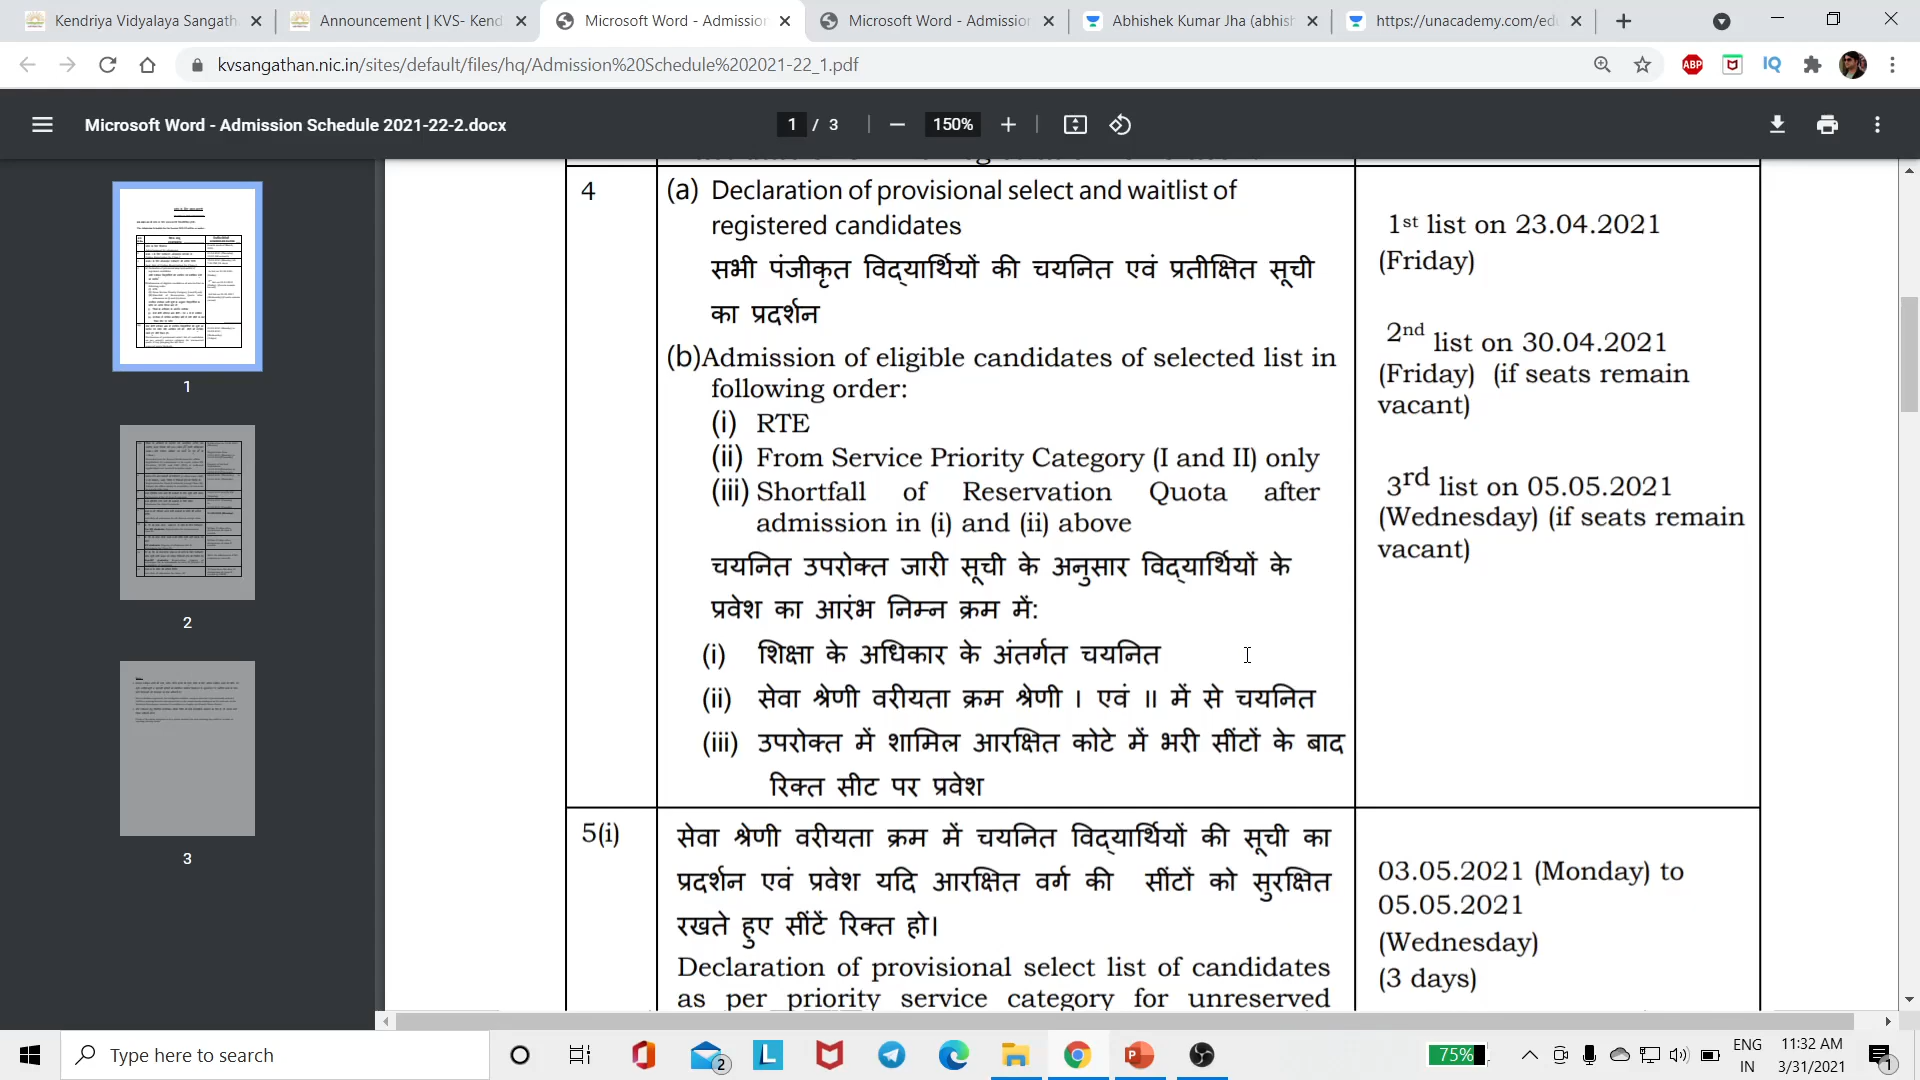 Kendriya Vidyalaya Sangath
Announcement | KVS- Kend
Microsoft Word - Admission
Microsoft Word - Admission
Abhishek Kumar Jha (abhish
https://unacademy.com/edu
kvsangathan.nic.in/sites/default/files/hq/Admission%20Schedule%202021-22_1.pdf
ABP
IQ
Microsoft Word - Admission Schedule 2021-22-2.docx
1 / 3
150%
4
(a) Declaration of provisional select and waitlist of
registered candidates
सभी पंजीकृत विद्यार्थियों की चयनित एवं प्रतीक्षित सूची
का प्रदर्शन
(b)Admission of eligible candidates of selected list in
following order:
(i) RTE
(ii) From Service Priority Category (I and II) only
(iii) Shortfall of Reservation Quota after
admission in (i) and (ii) above
चयनित उपरोक्त जारी सूची के अनुसार विद्यार्थियों के
प्रवेश का आरंभ निम्न क्रम में:
(i) शिक्षा के अधिकार के अंतर्गत चयनित
(ii) सेवा श्रेणी वरीयता क्रम श्रेणी I एवं II में से चयनित
(iii) उपरोक्त में शामिल आरक्षित कोटे में भरी सींटों के बाद
रिक्त सीट पर प्रवेश
1st list on 23.04.2021
(Friday)
2nd list on 30.04.2021
(Friday) (if seats remain
vacant)
3rd list on 05.05.2021
(Wednesday) (if seats remain
vacant)
5(i)
सेवा श्रेणी वरीयता क्रम में चयनित विद्यार्थियों की सूची का
प्रदर्शन एवं प्रवेश यदि आरक्षित वर्ग की सींटों को सुरक्षित
रखते हुए सींटें रिक्त हो।
Declaration of provisional select list of candidates
as per priority service category for unreserved
03.05.2021 (Monday) to
05.05.2021
(Wednesday)
(3 days)
1
2
3
Type here to search
2
L
75%
ENG
IN
11:32 AM
3/31/2021
1